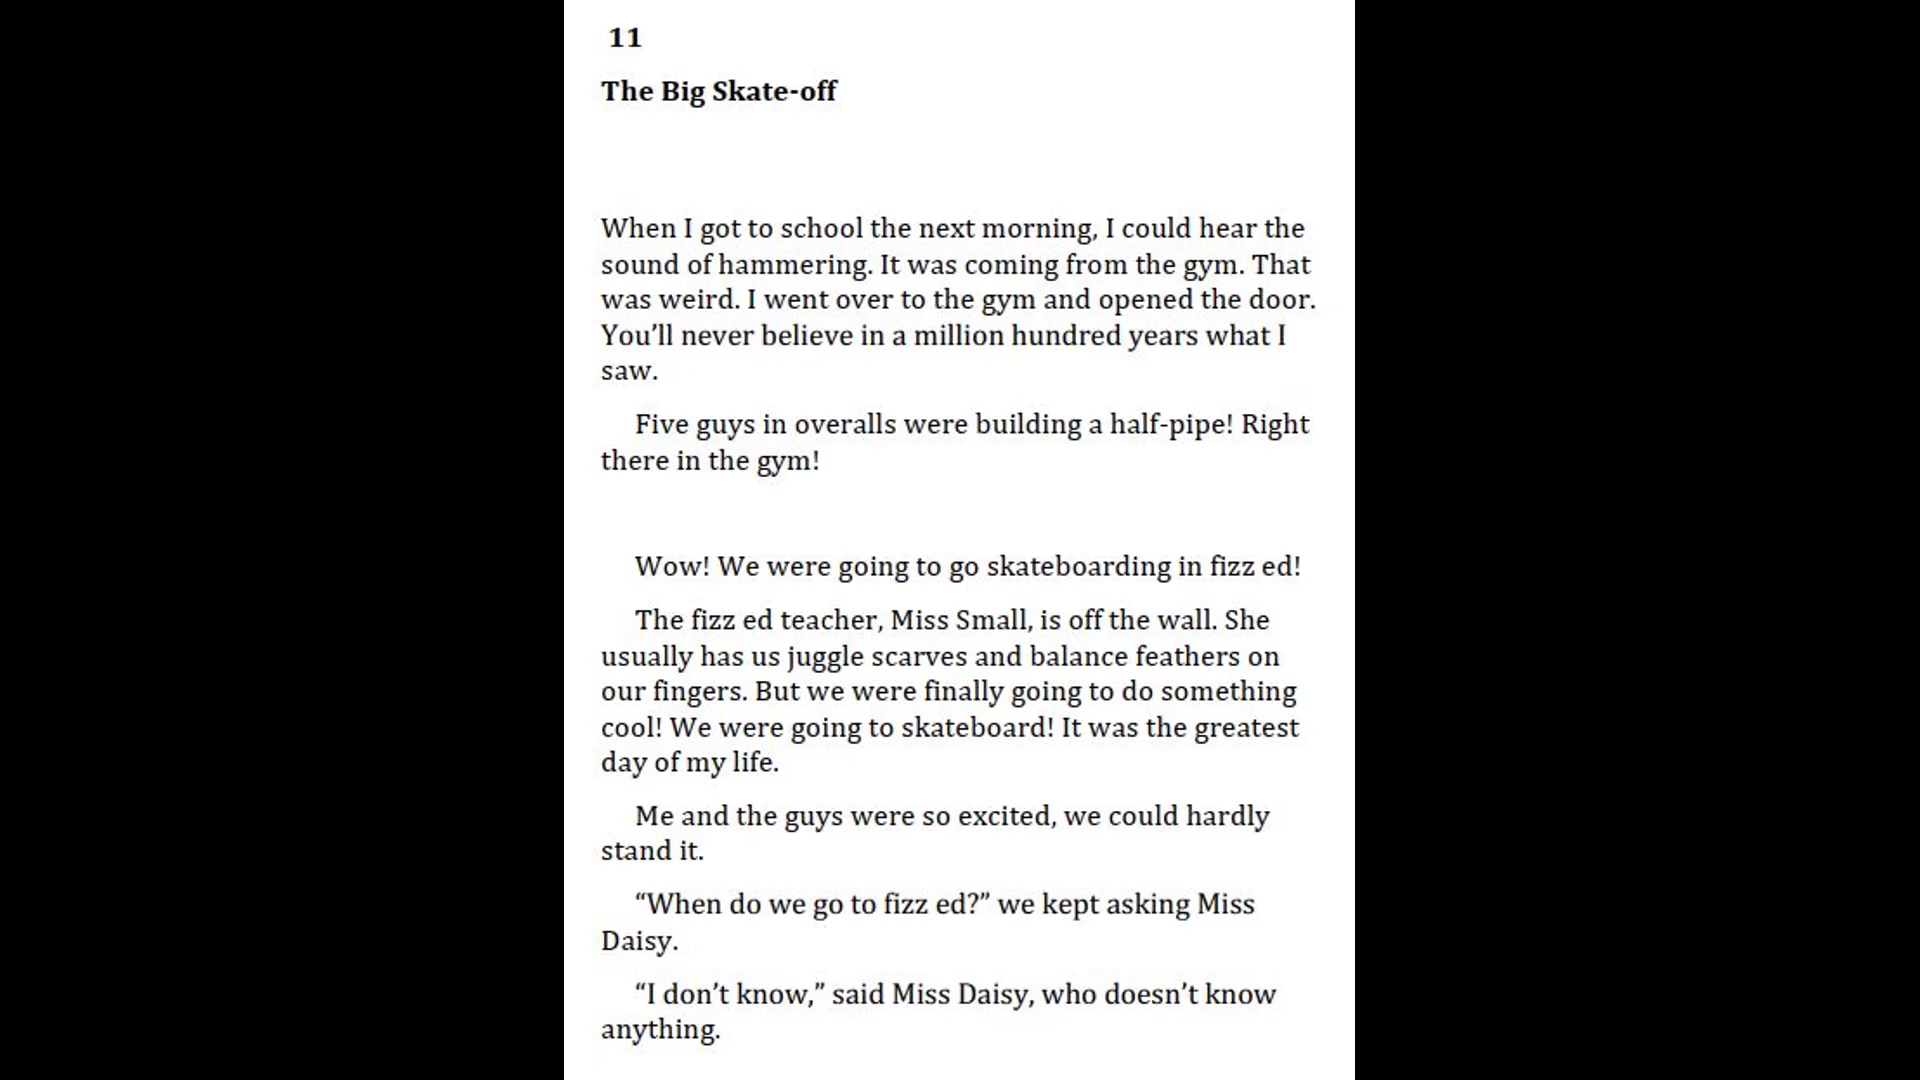 11
The Big Skate-off
When I got to school the next morning, I could hear the
sound of hammering. It was coming from the gym. That
was weird. I went over to the gym and opened the door.
You’ll never believe in a million hundred years what I
saw.
Five guys in overalls were building a half-pipe! Right
there in the gym!
Wow! We were going to go skateboarding in fizz ed!
The fizz ed teacher, Miss Small, is off the wall. She
usually has us juggle scarves and balance feathers on
our fingers. But we were finally going to do something
cool! We were going to skateboard! It was the greatest
day of my life.
Me and the guys were so excited, we could hardly
stand it.
“When do we go to fizz ed?” we kept asking Miss
Daisy.
“I don’t know,” said Miss Daisy, who doesn’t know
anything.